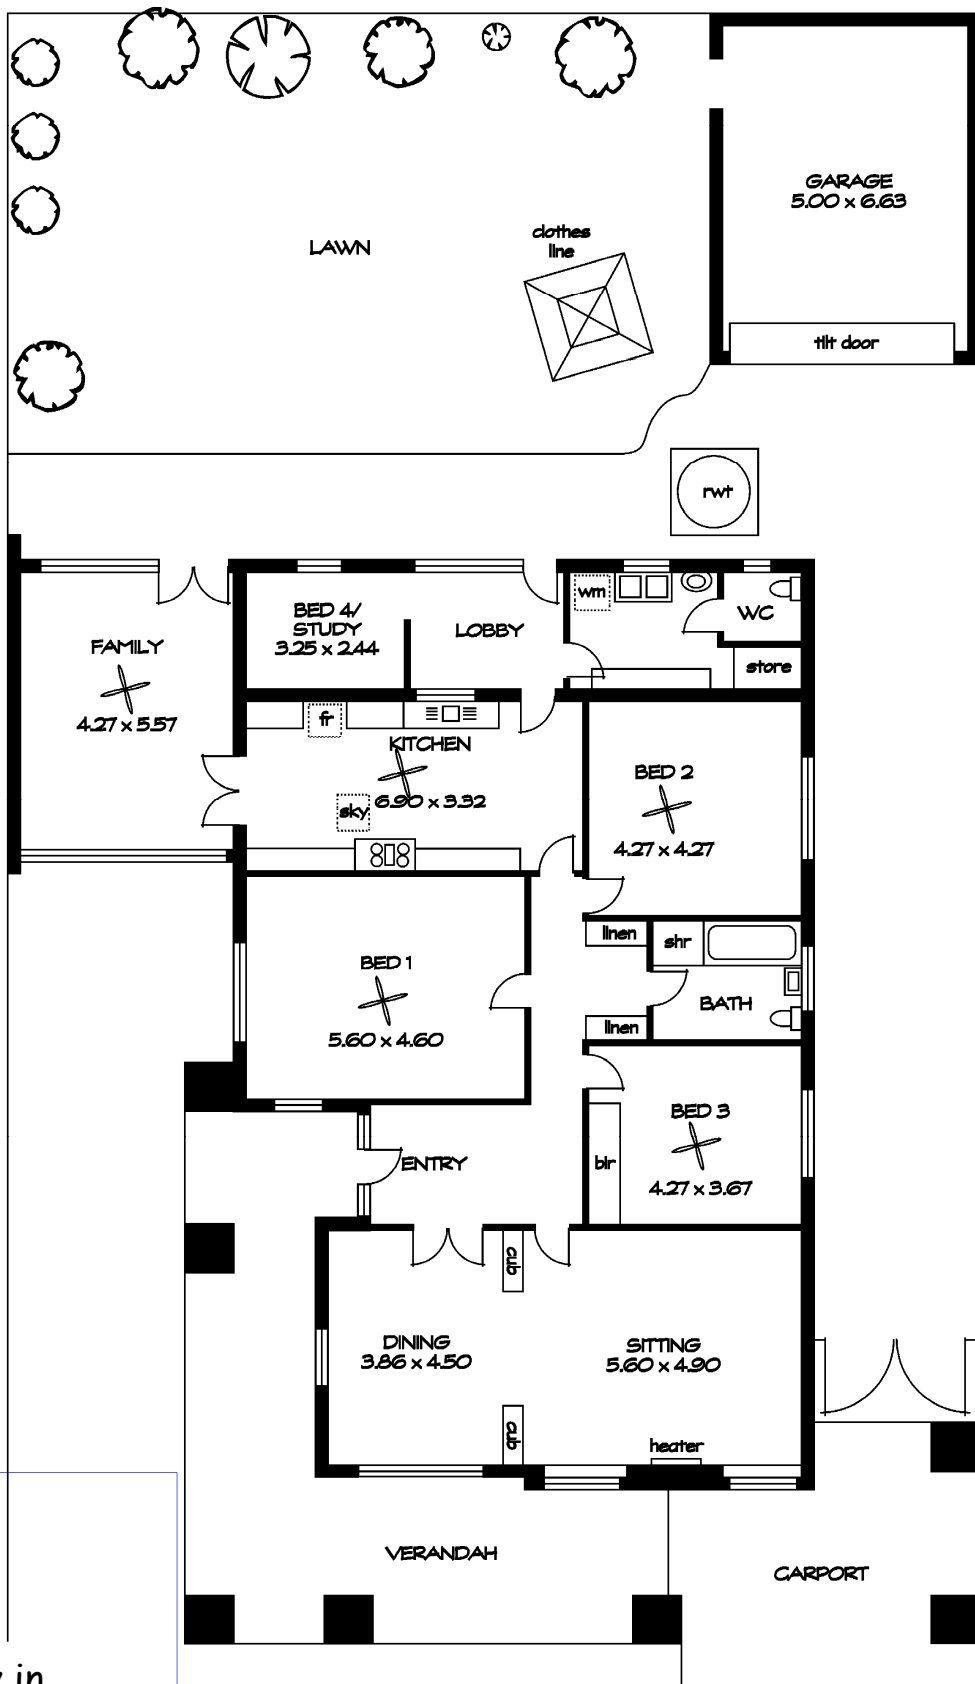 GARAGE
5.00 x 6.63
clothes
line
LAWN
tilt door
rwt
BED 4/
STUDY
3.25 x 2.44
LOBBY
wm
WC
store
FAMILY
4.27 x 5.57
fr
KITCHEN
6.90 x 3.32
sky
BED 2
4.27 x 4.27
linen
shr
BED 1
5.60 x 4.60
BATH
linen
BED 3
4.27 x 3.67
bir
ENTRY
cub
DINING
3.86 x 4.50
SITTING
5.60 x 4.90
cub
heater
VERANDAH
CARPORT
in